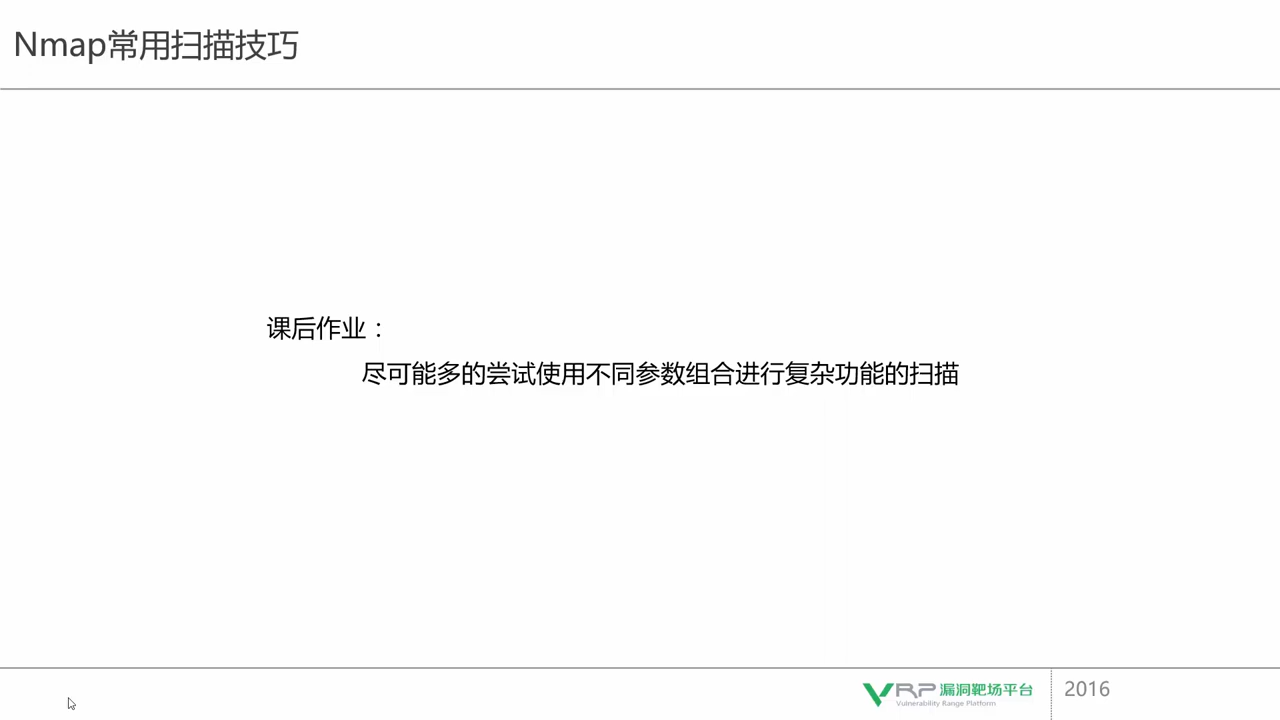 Nmap常用扫描技巧
课后作业：
尽可能多的尝试使用不同参数组合进行复杂功能的扫描
VRP 漏洞靶场平台
Vulnerability Range Platform
2016